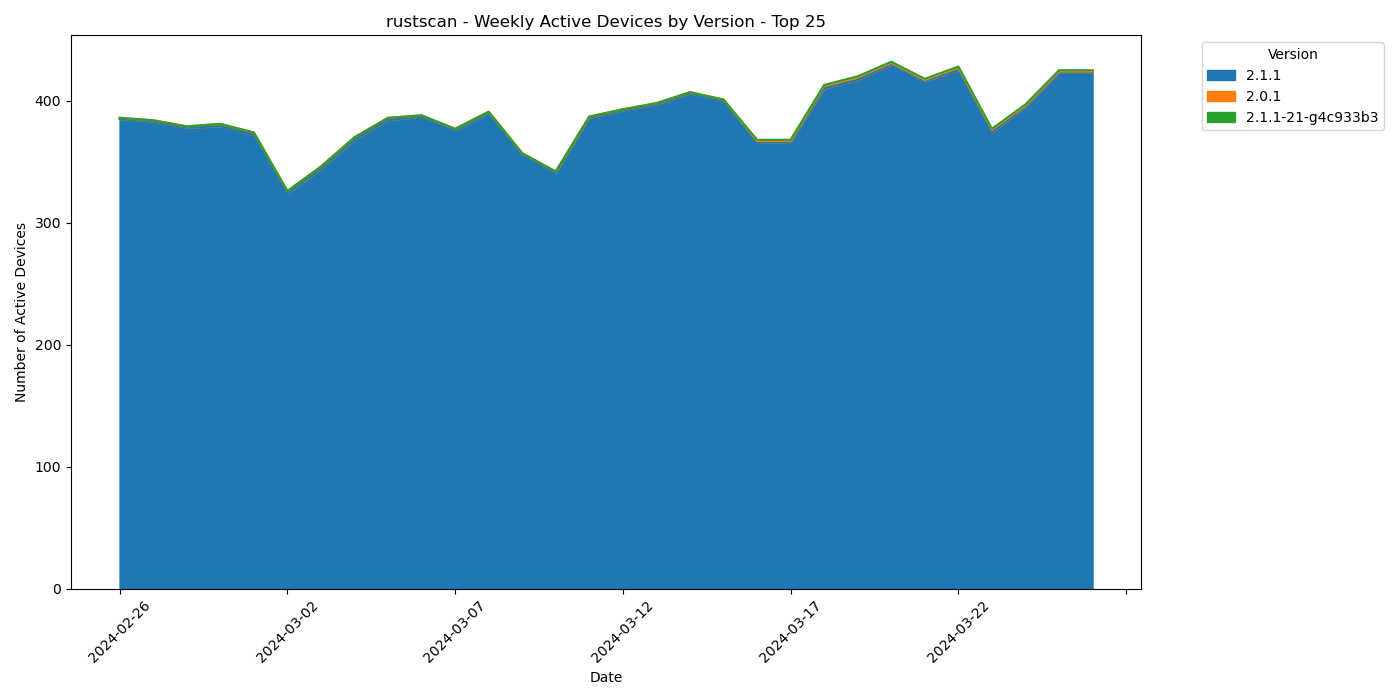 rustscan - Weekly Active Devices by Version - Top 25
Version
2.1.1
2.0.1
2.1.1-21-g4c933b3
Number of Active Devices
400
300
200
100
0
2024-02-26
2024-03-02
2024-03-07
2024-03-12
2024-03-17
2024-03-22
Date